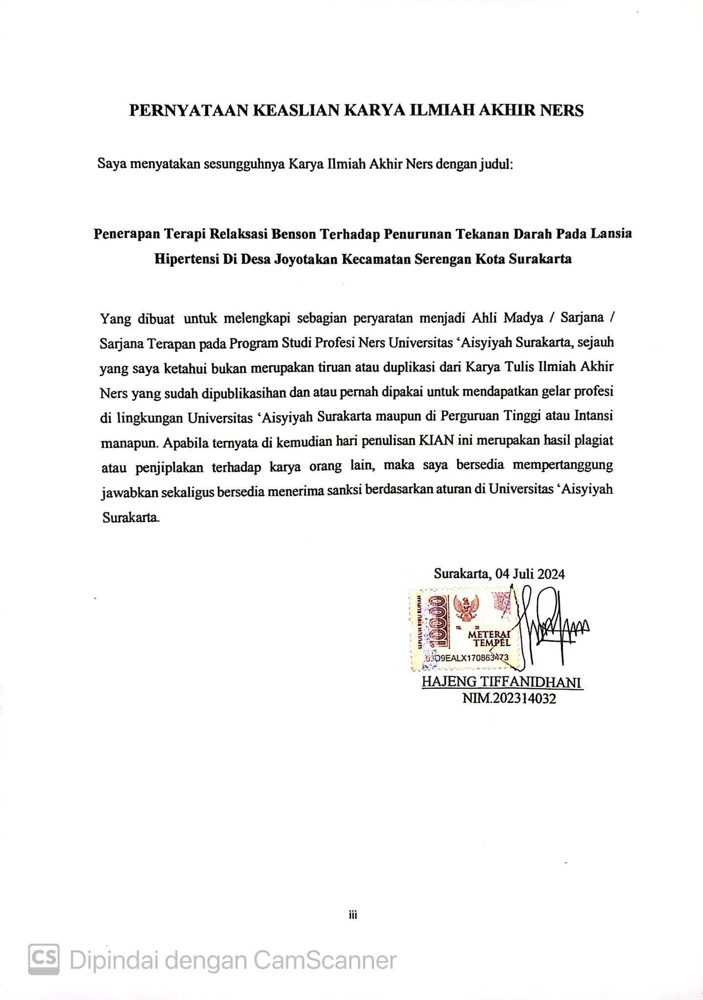 PERNYATAAN KEASLIAN KARYA ILMIAH AKHIR NERS
Saya menyatakan sesungguhnya Karya Ilmiah Akhir Ners dengan judul:
Penerapan Terapi Relaksasi Benson Terhadap Penurunan Tekanan Darah Pada Lansia
Hipertensi Di Desa Joyotakan Kecamatan Serengan Kota Surakarta
Yang dibuat untuk melengkapi sebagian peryaratan menjadi Ahli Madya / Sarjana /
Sarjana Terapan pada Program Studi Profesi Ners Universitas ‘Aisyiyah Surakarta, sejauh
yang saya ketahui bukan merupakan tiruan atau duplikasi dari Karya Tulis Ilmiah Akhir
Ners yang sudah dipublikasihan dan atau pernah dipakai untuk mendapatkan gelar profesi
di lingkungan Universitas ‘Aisyiyah Surakarta maupun di Perguruan Tinggi atau Intansi
manapun. Apabila ternyata di kemudian hari penulisan KIAN ini merupakan hasil plagiat
atau penjiplakan terhadap karya orang lain, maka saya bersedia mempertanggung
jawabkan sekaligus bersedia menerima sanksi berdasarkan aturan di Universitas ‘Aisyiyah
Surakarta.
Surakarta, 04 Juli 2024
SEPULUH RIBU RUPIAH
10000
TGL. 20
METERAI
TEMPEL
D9EALX170863473
HAJENG TIFFANIDHANI
NIM.202314032
iii
CS Dipindai dengan CamScanner